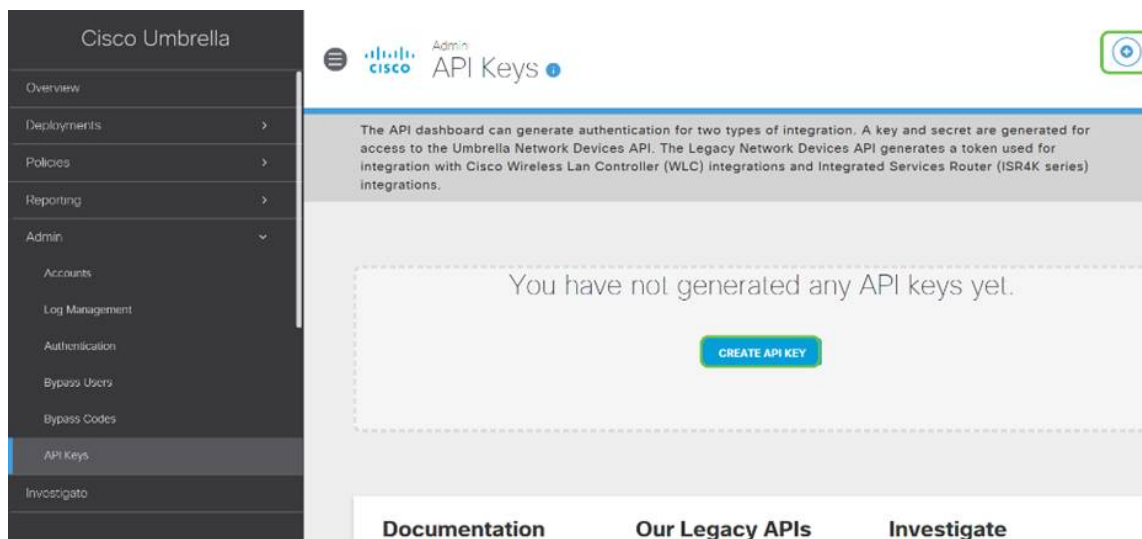 Cisco Umbrella
Overview
Deployments
Policies
Reporting
Admin
Accounts
Log Management
Authentication
Bypass Users
Bypass Codes
API Keys
Investigate
CISCO
Admin
API Keys
The API dashboard can generate authentication for two types of integration. A key and secret are generated for
access to the Umbrella Network Devices API. The Legacy Network Devices API generates a token used for
integration with Cisco Wireless Lan Controller (WLC) integrations and Integrated Services Router (ISR4K series)
integrations.
You have not generated any API keys yet.
CREATE API KEY
Documentation
Our Legacy APIs
Investigate